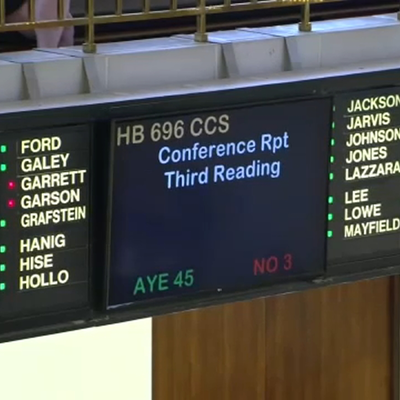 FORD
GALEY
GARRETT
GARSON
GRAFSTEIN
HANIG
HISE
HOLLO
HB 696 CCS
Conference Rpt
Third Reading
AYE 45
NO 3
JACKSON
JARVIS
JOHNSON
JONES
LAZZARA
LEE
LOWE
MAYFIELD